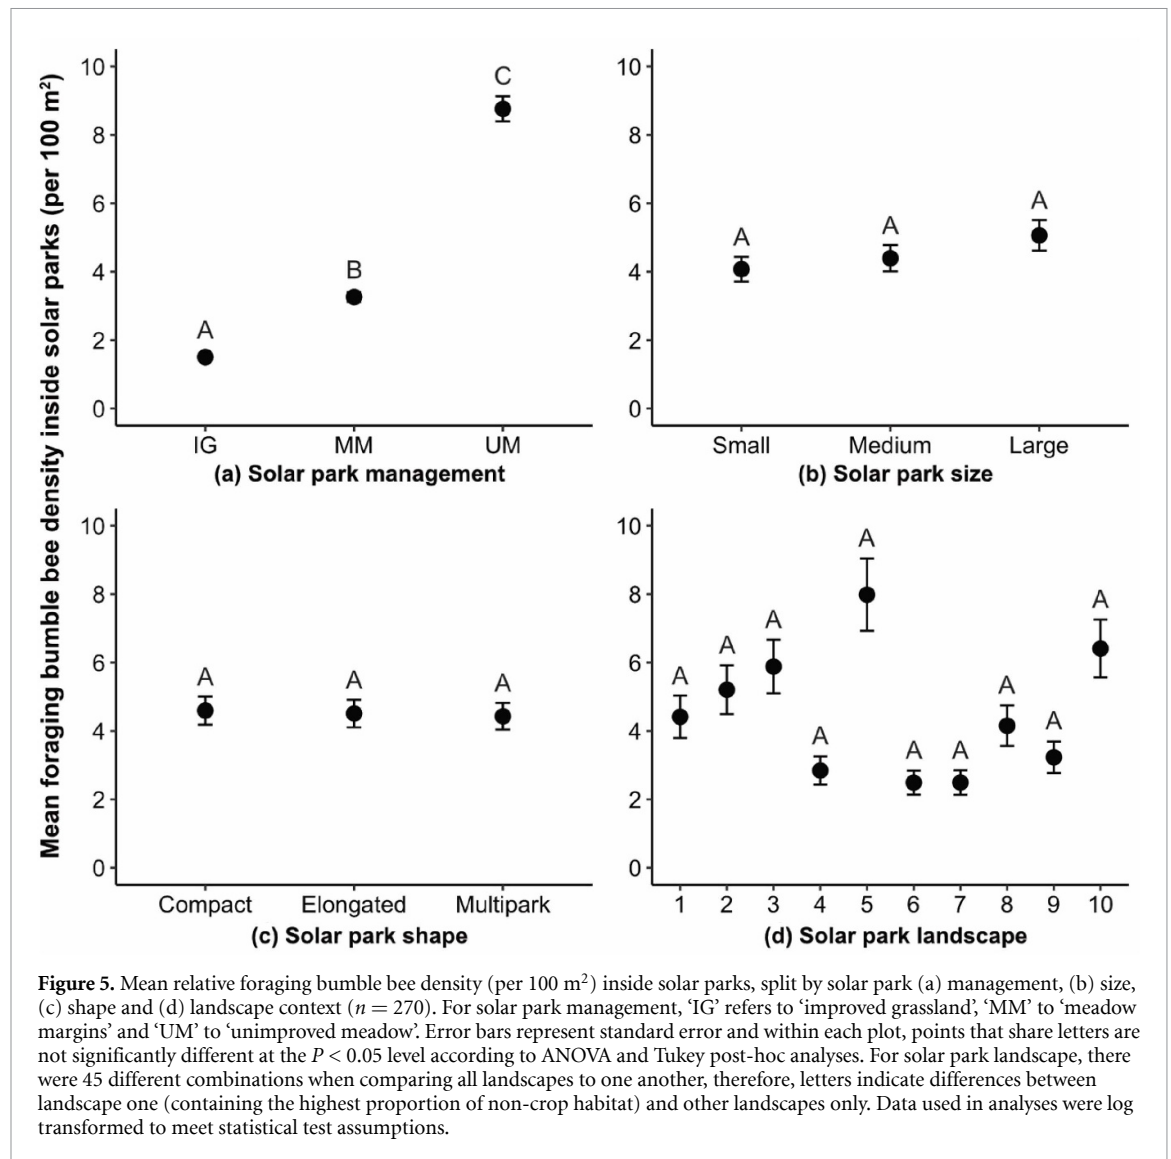 Mean foraging bumble bee density inside solar parks (per 100 m²)
10
8
6
4
2
0
A
B
C
IG
MM
UM
(a) Solar park management
10
8
6
4
2
0
A
A
A
Small
Medium
Large
(b) Solar park size
10
8
6
4
2
0
A
A
A
Compact
Elongated
Multipark
(c) Solar park shape
10
8
6
4
2
0
A
A
A
A
A
A
A
A
A
A
1
2
3
4
5
6
7
8
9
10
(d) Solar park landscape
Figure 5. Mean relative foraging bumble bee density (per 100 m²) inside solar parks, split by solar park (a) management, (b) size,
(c) shape and (d) landscape context (n = 270). For solar park management, ‘IG’ refers to ‘improved grassland’, ‘MM’ to ‘meadow
margins’ and ‘UM’ to ‘unimproved meadow’. Error bars represent standard error and within each plot, points that share letters are
not significantly different at the P < 0.05 level according to ANOVA and Tukey post-hoc analyses. For solar park landscape, there
were 45 different combinations when comparing all landscapes to one another, therefore, letters indicate differences between
landscape one (containing the highest proportion of non-crop habitat) and other landscapes only. Data used in analyses were log
transformed to meet statistical test assumptions.